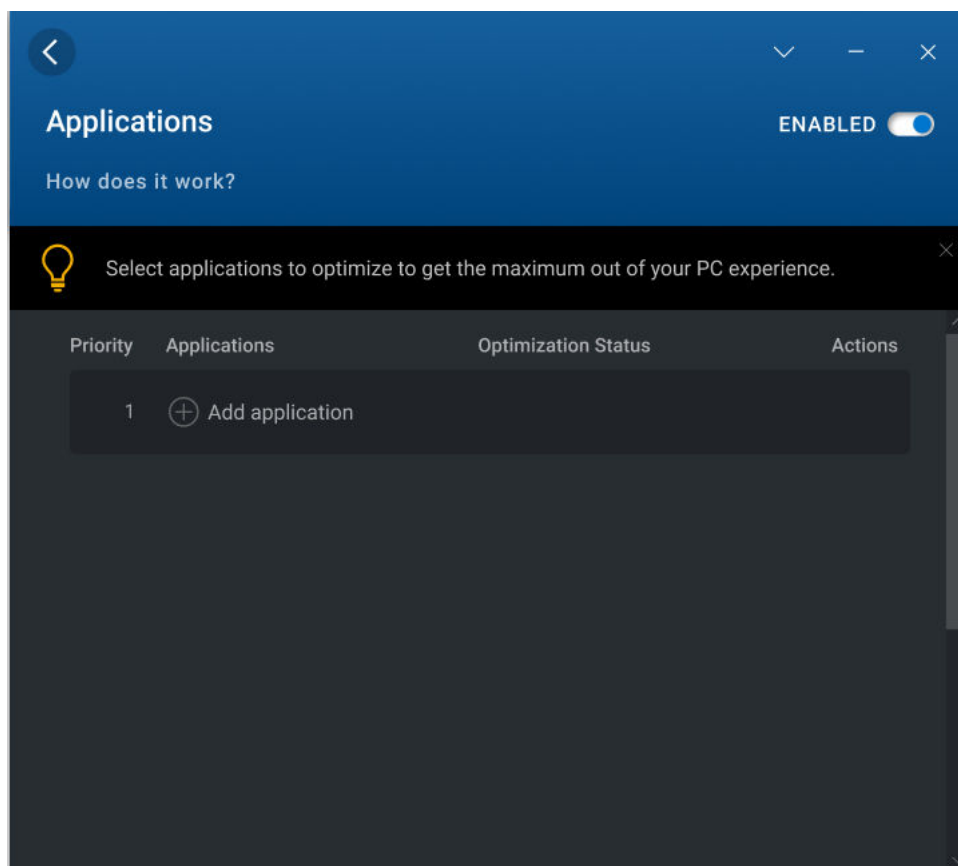 Applications
ENABLED
How does it work?
Select applications to optimize to get the maximum out of your PC experience.
Priority Applications Optimization Status Actions
1 Add application